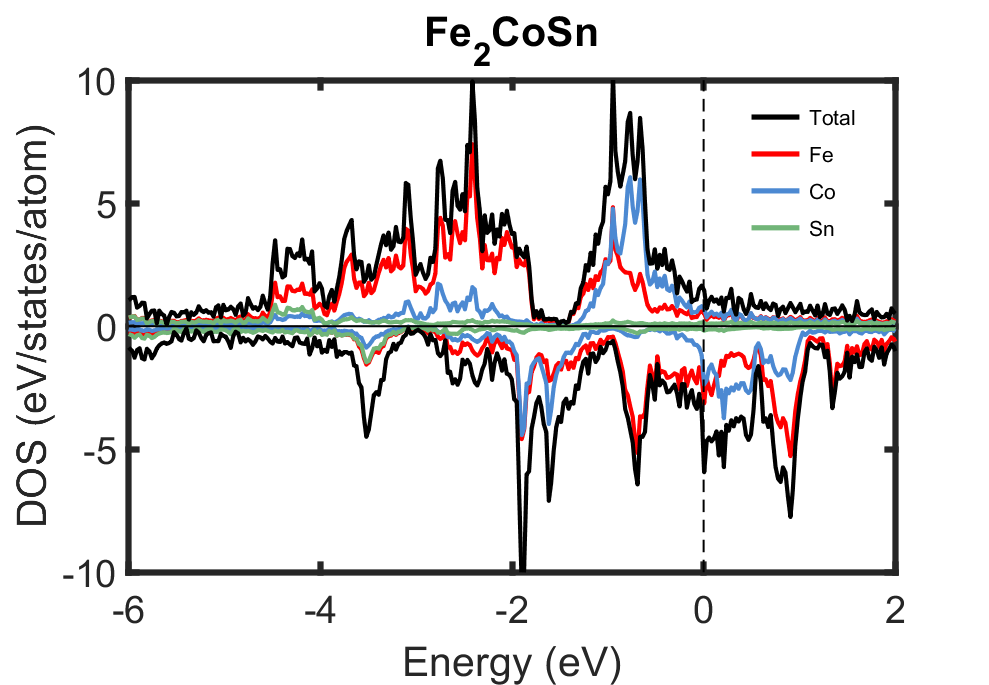 Fe2CoSn
10
5
0
-5
-10
DOS (eV/states/atom)
Total
Fe
Co
Sn
-6 -4 -2 0 2
Energy (eV)